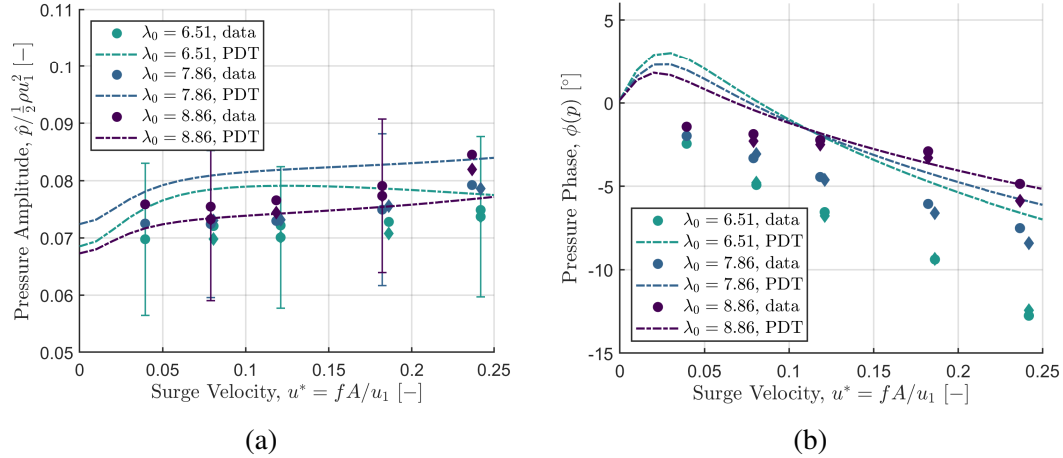 0.11
0.1
0.09
0.08
0.07
0.06
0.05
Pressure Amplitude, p̂/½ρu₁² [−]
λ₀ = 6.51, data
λ₀ = 6.51, PDT
λ₀ = 7.86, data
λ₀ = 7.86, PDT
λ₀ = 8.86, data
λ₀ = 8.86, PDT
0 0.05 0.1 0.15 0.2 0.25
Surge Velocity, u* = fA/u₁ [−]
(a)
5
0
-5
-10
-15
Pressure Phase, ϕ(p) [°]
λ₀ = 6.51, data
λ₀ = 6.51, PDT
λ₀ = 7.86, data
λ₀ = 7.86, PDT
λ₀ = 8.86, data
λ₀ = 8.86, PDT
0 0.05 0.1 0.15 0.2 0.25
Surge Velocity, u* = fA/u₁ [−]
(b)